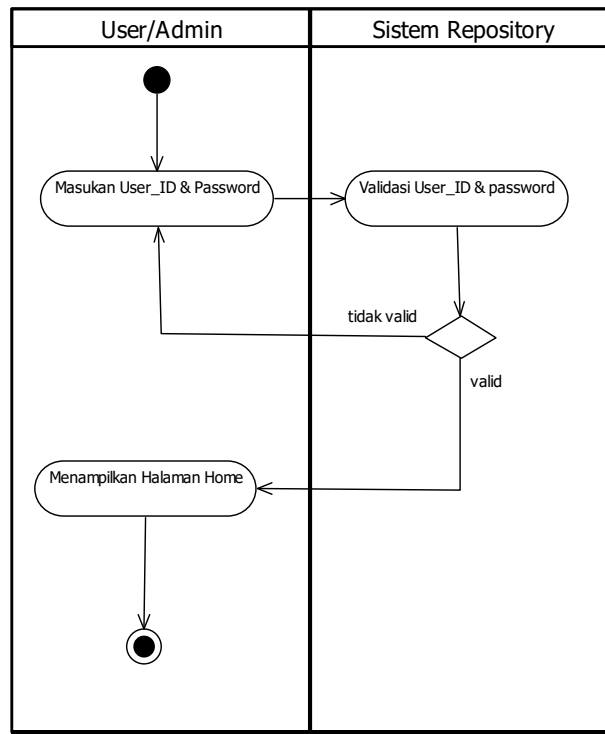 User/Admin
Sistem Repository
Masukan User_ID & Password
Validasi User_ID & password
tidak valid
valid
Menampilkan Halaman Home